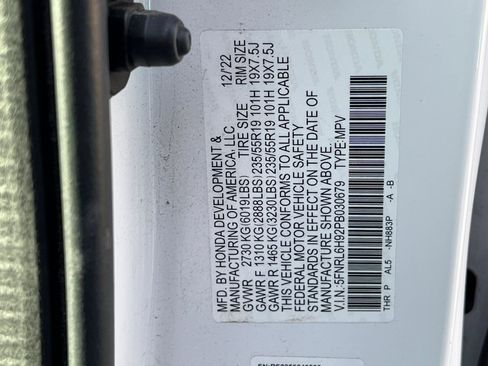 MFD. BY HONDA DEVELOPMENT &
MANUFACTURING OF AMERICA, LLC 12/22
GVWR 2730 KG(6019LBS) TIRE SIZE RIM SIZE
GAWR F 1310 KG(2888LBS)235/55R19 101H 19X7.5J
GAWR R 1465 KG(3230LBS)235/55R19 101H 19X7.5J
THIS VEHICLE CONFORMS TO ALL APPLICABLE
FEDERAL MOTOR VEHICLE SAFETY
STANDARDS IN EFFECT ON THE DATE OF
MANUFACTURE SHOWN ABOVE.
V.I.N. 5FNRL6H92PB030679 TYPE:MPV
THR P AL5 -NH883P -A -B